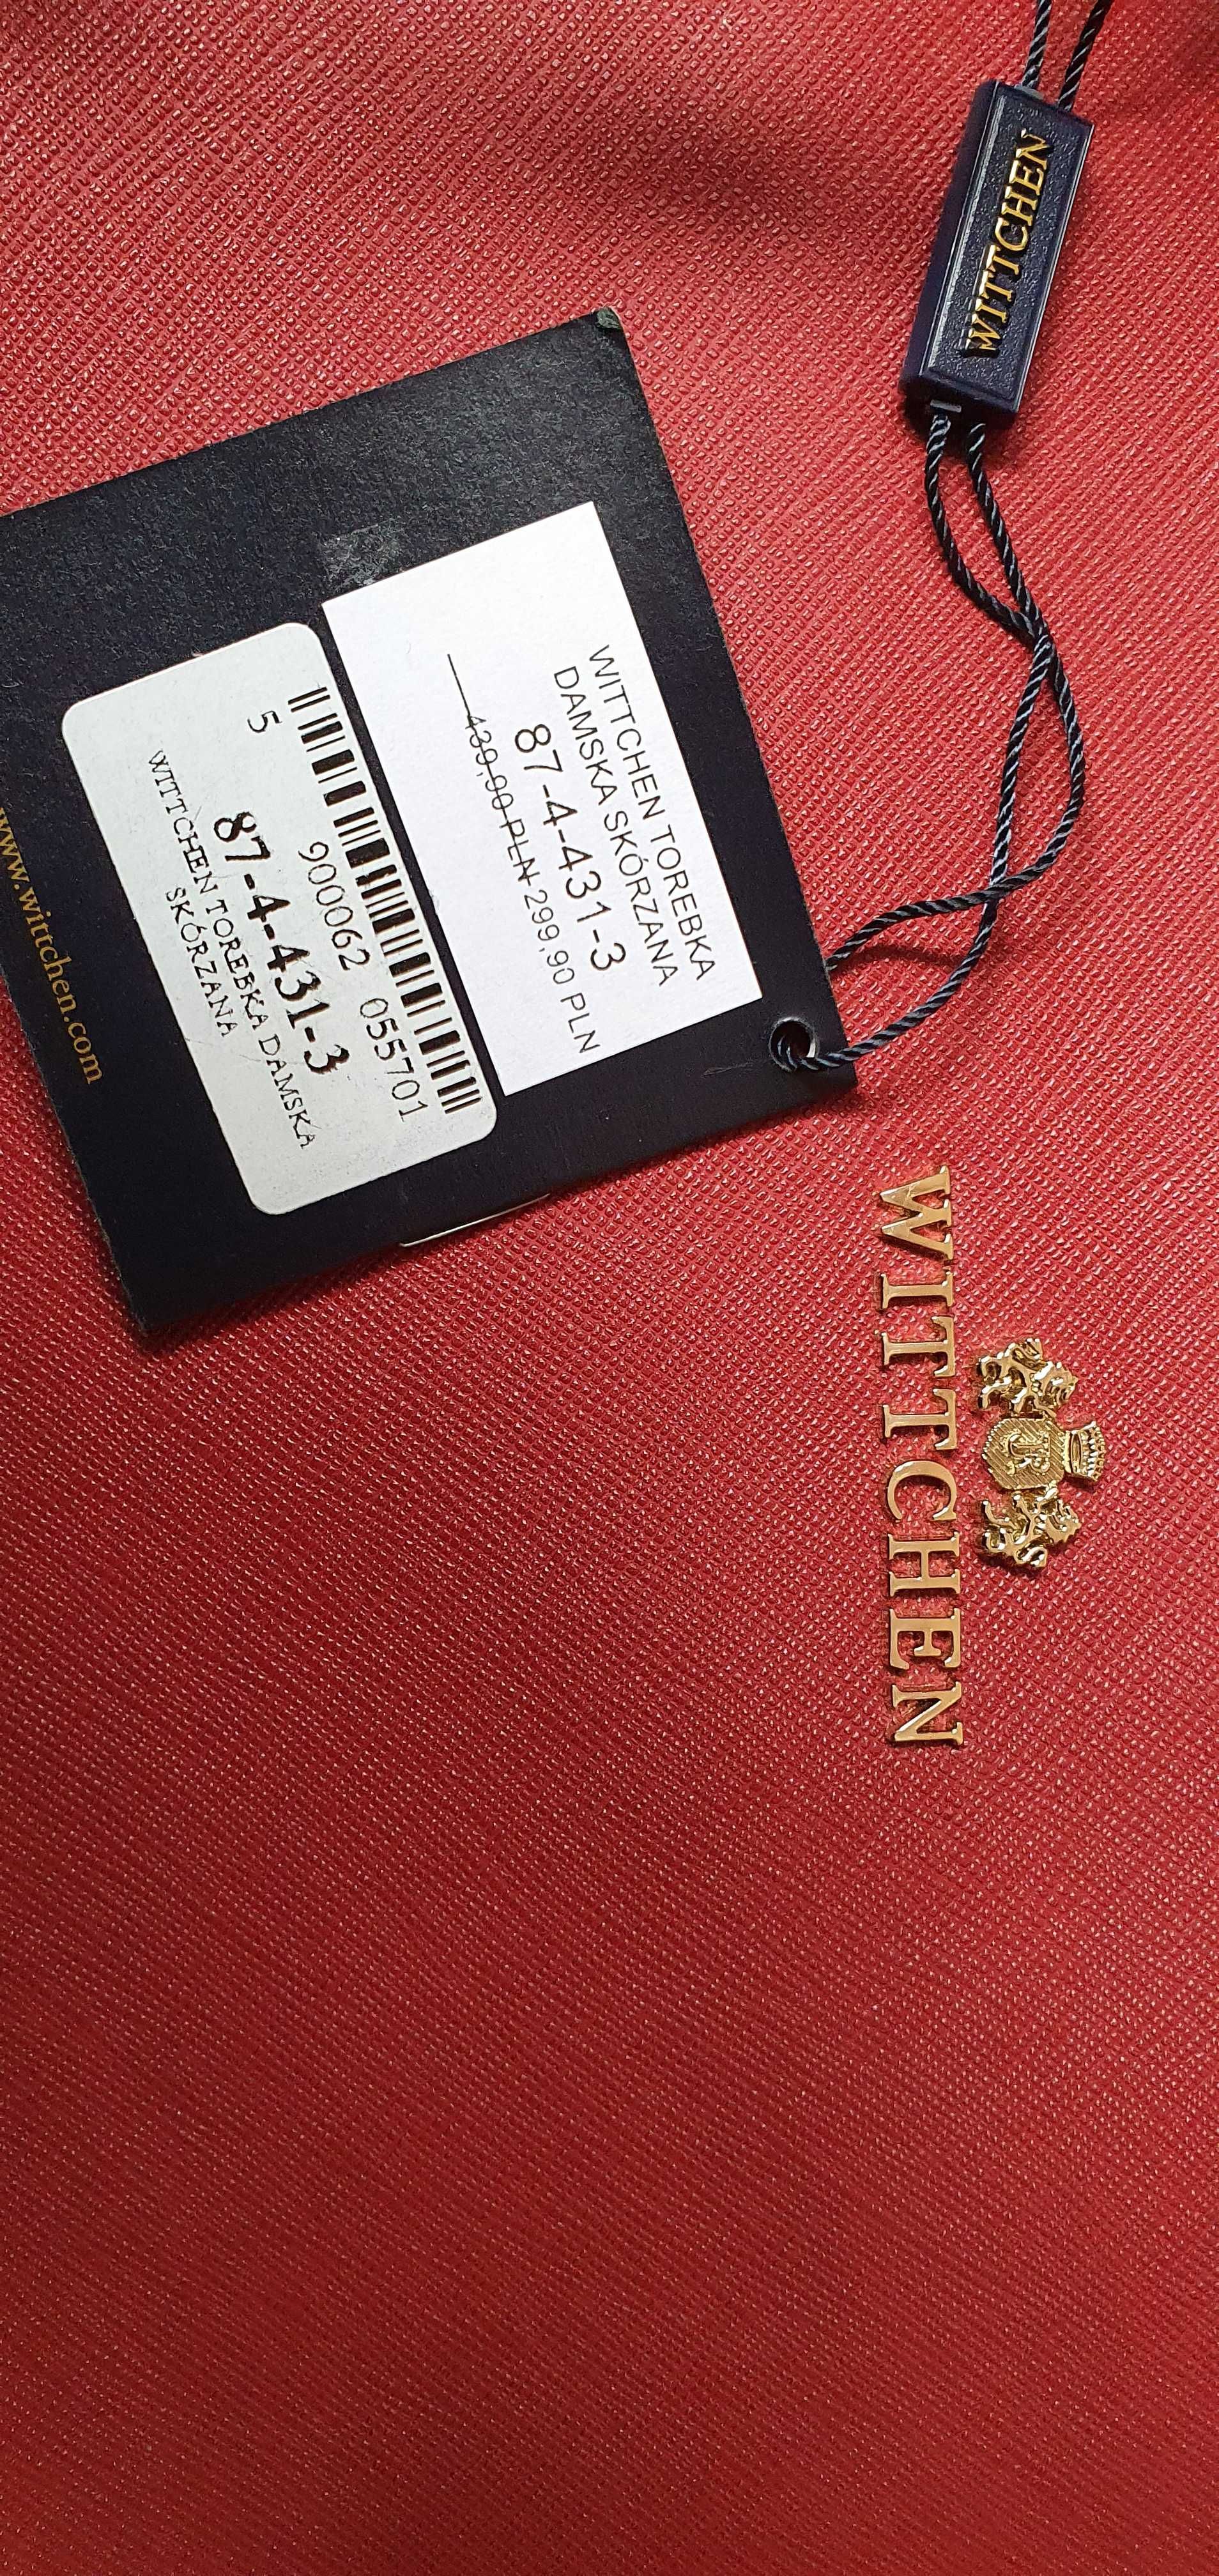 WITTCHEN
WITTCHEN TOREBKA
DAMSKA SKÓRZANA
87-4-431-3
439,90 PLN 299,90 PLN
5 900062 055701
87-4-431-3
WITTCHEN TOREBKA DAMSKA
SKÓRZANA
www.wittchen.com
WITTCHEN